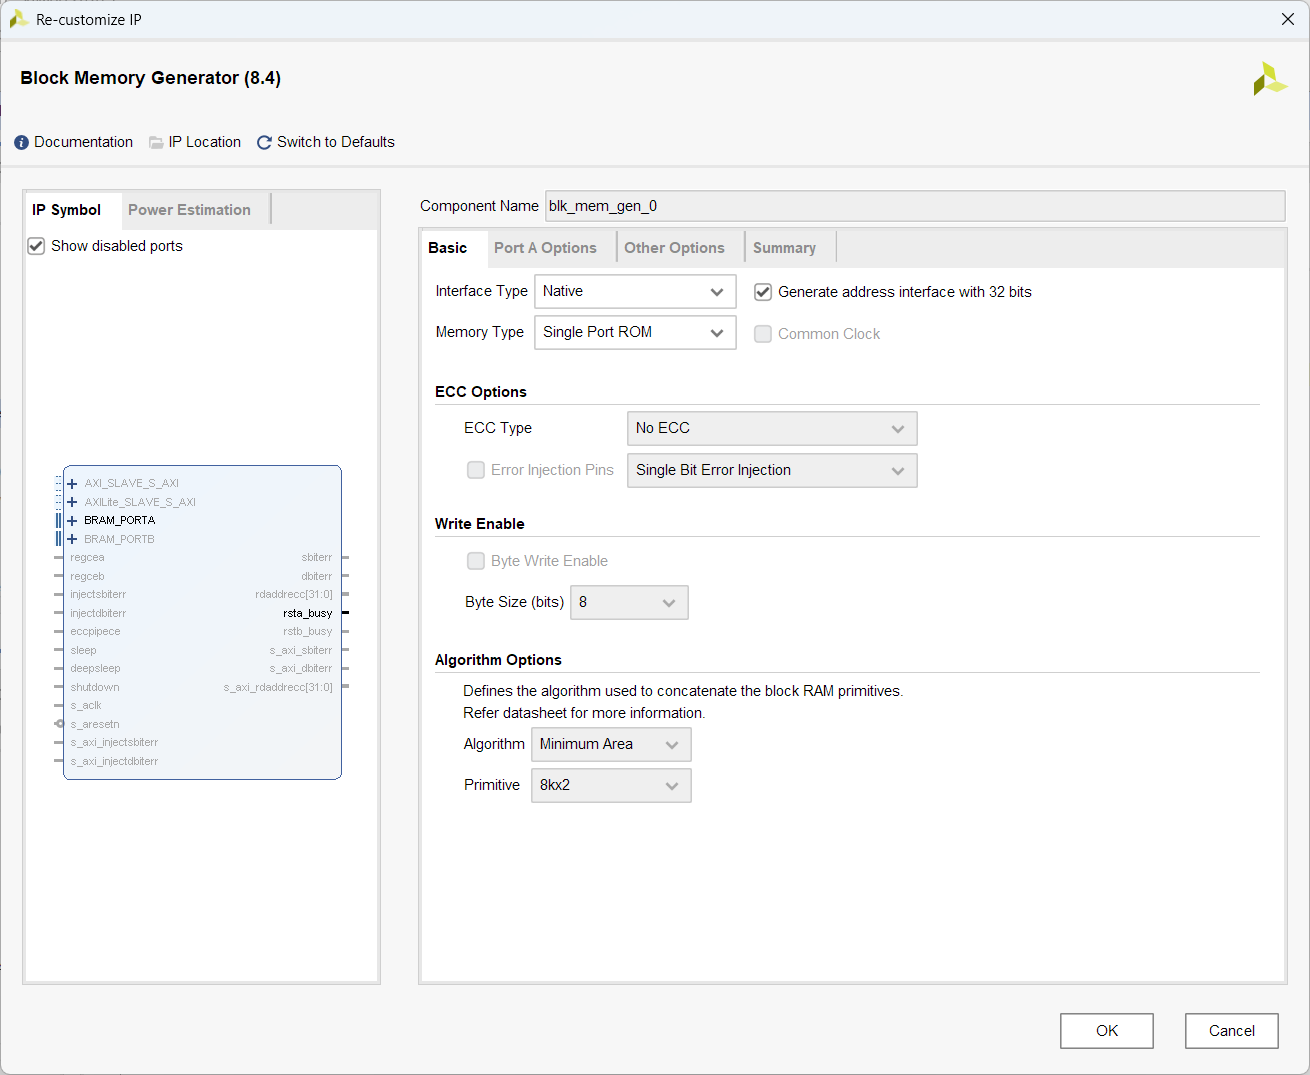 Re-customize IP
Block Memory Generator (8.4)
Documentation IP Location Switch to Defaults
IP Symbol Power Estimation
Show disabled ports
AXI_SLAVE_S_AXI
AXILite_SLAVE_S_AXI
BRAM_PORTA
BRAM_PORTB
regcea sbiterr
regceb dbiterr
injectsbiterr rdaddrecc[31:0]
injectdbiterr rsta_busy
eccpipece rstb_busy
sleep s_axi_sbiterr
deepsleep s_axi_dbiterr
shutdown s_axi_rdaddrecc[31:0]
s_aclk
s_aresetn
s_axi_injectsbiterr
s_axi_injectdbiterr
Component Name blk_mem_gen_0
Basic Port A Options Other Options Summary
Interface Type Native Generate address interface with 32 bits
Memory Type Single Port ROM Common Clock
ECC Options
ECC Type No ECC
Error Injection Pins Single Bit Error Injection
Write Enable
Byte Write Enable
Byte Size (bits) 8
Algorithm Options
Defines the algorithm used to concatenate the block RAM primitives.
Refer datasheet for more information.
Algorithm Minimum Area
Primitive 8kx2
OK Cancel